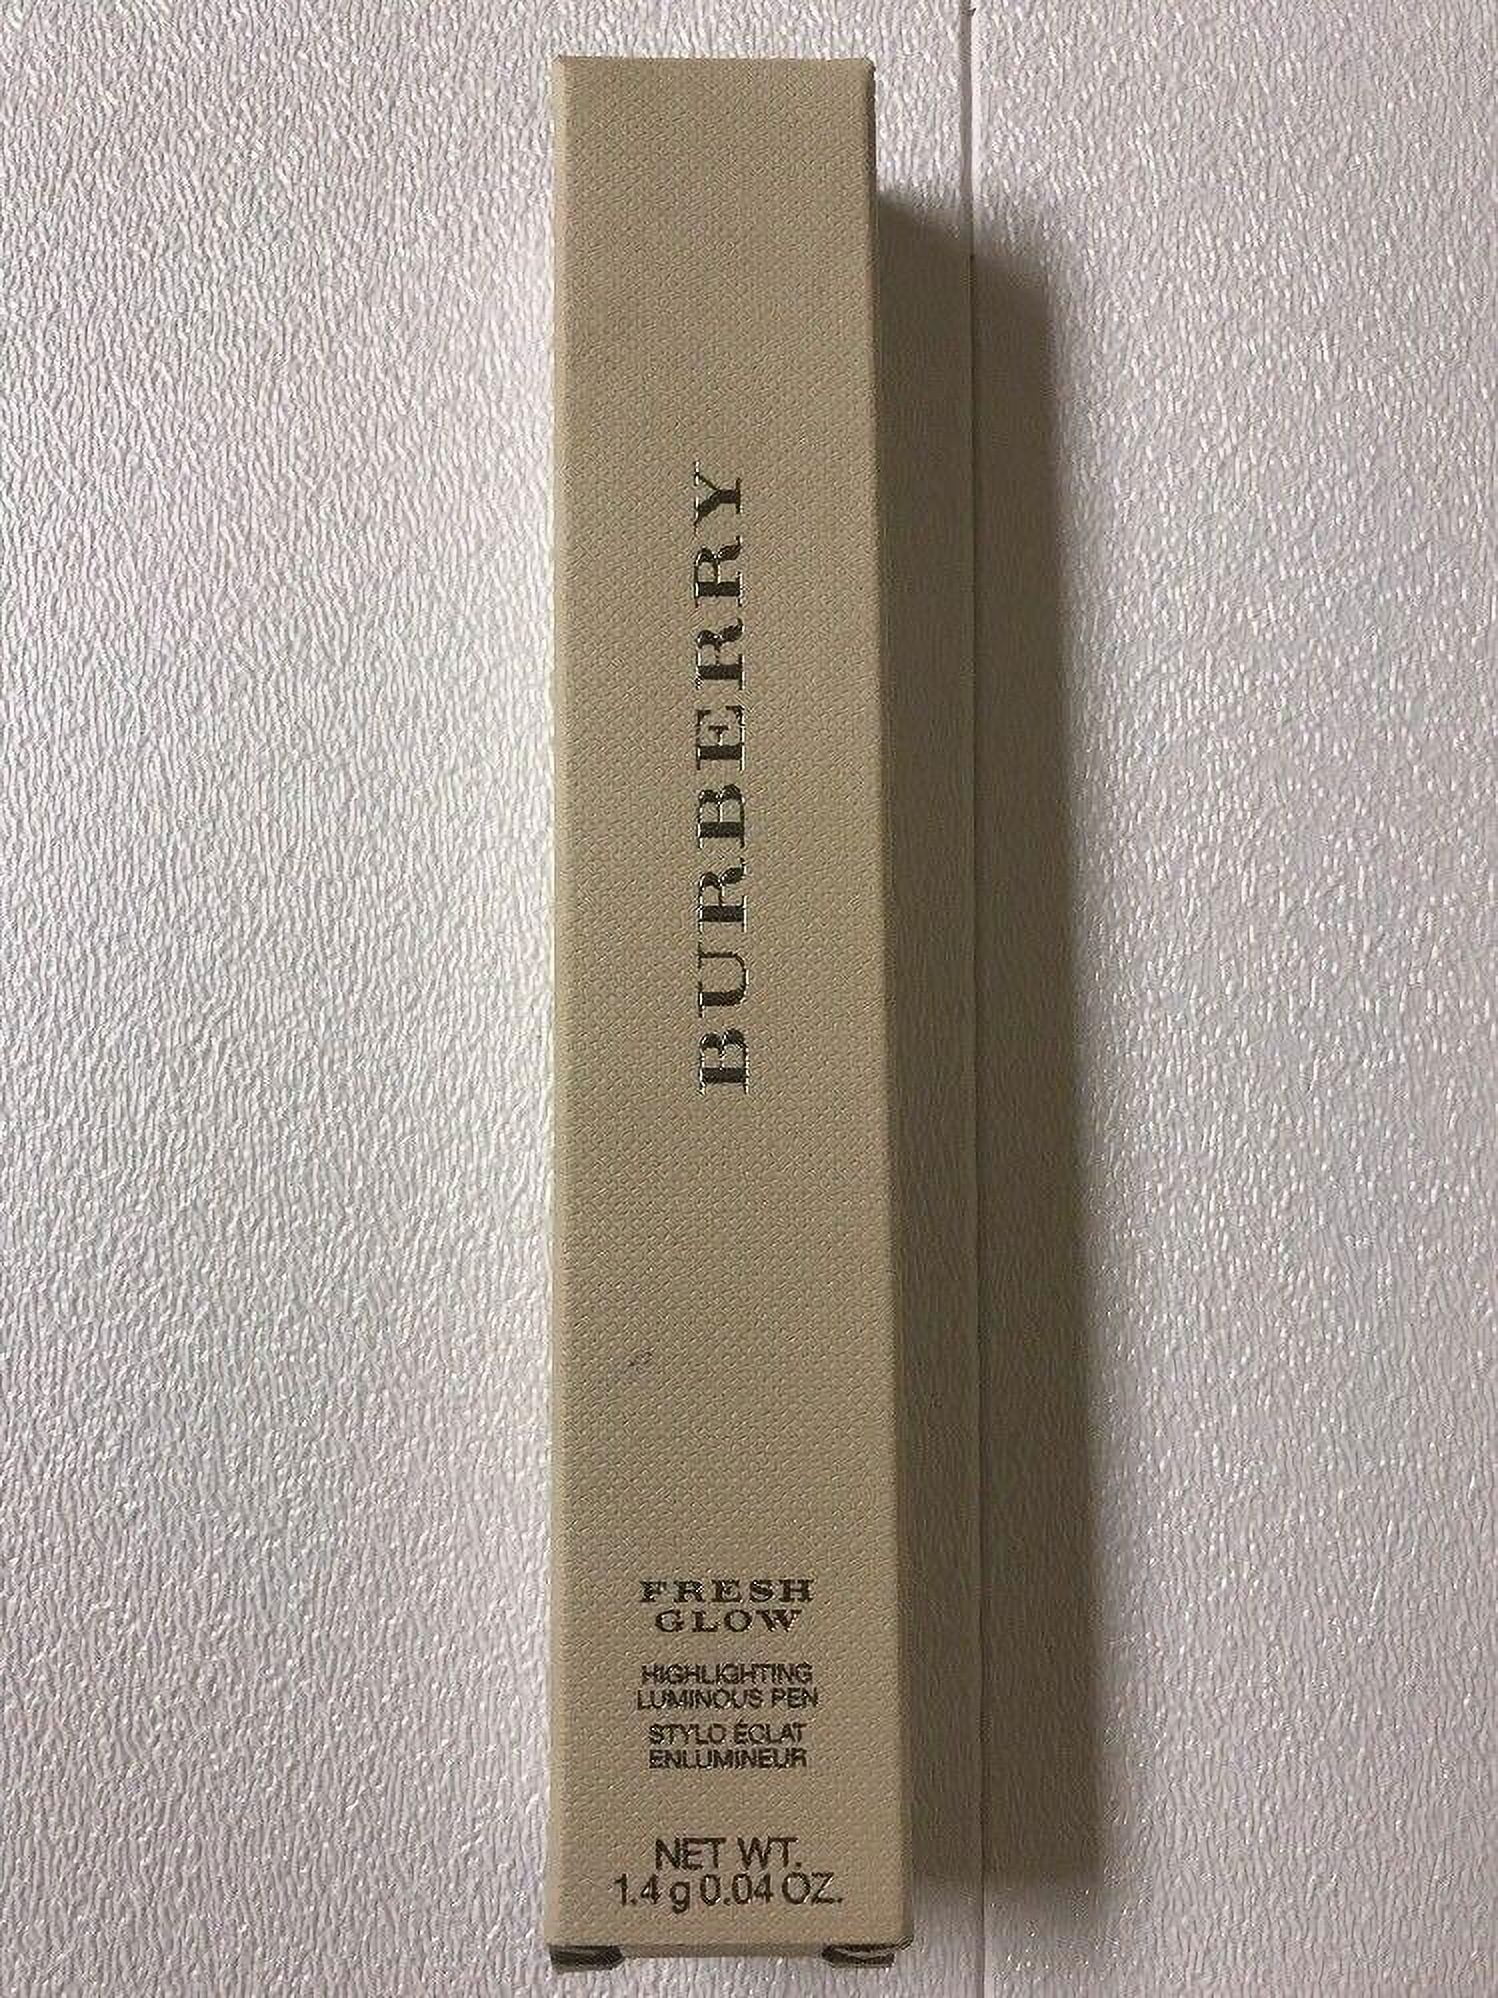 BURBERRY
FRESH
GLOW
HIGHLIGHTING
LUMINOUS PEN
STYLO ÉCLAT
ENLUMINEUR
NET WT.
1.4 g 0.04 OZ.